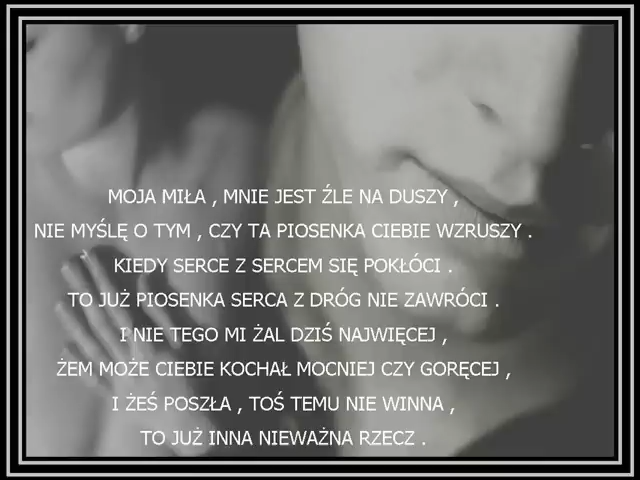 MOJA MIŁA , MNIE JEST ŹLE NA DUSZY ,
NIE MYŚLĘ O TYM , CZY TA PIOSENKA CIEBIE WZRUSZY .
KIEDY SERCE Z SERCEM SIĘ POKŁÓCI .
TO JUŻ PIOSENKA SERCA Z DRÓG NIE ZAWRÓCI .
I NIE TEGO MI ŻAL DZIŚ NAJWIĘCEJ ,
ŻEM MOŻE CIEBIE KOCHAŁ MOCNIEJ CZY GORĘCEJ ,
I ŻEŚ POSZŁA , TOŚ TEMU NIE WINNA ,
TO JUŻ INNA NIEWAŻNA RZECZ .